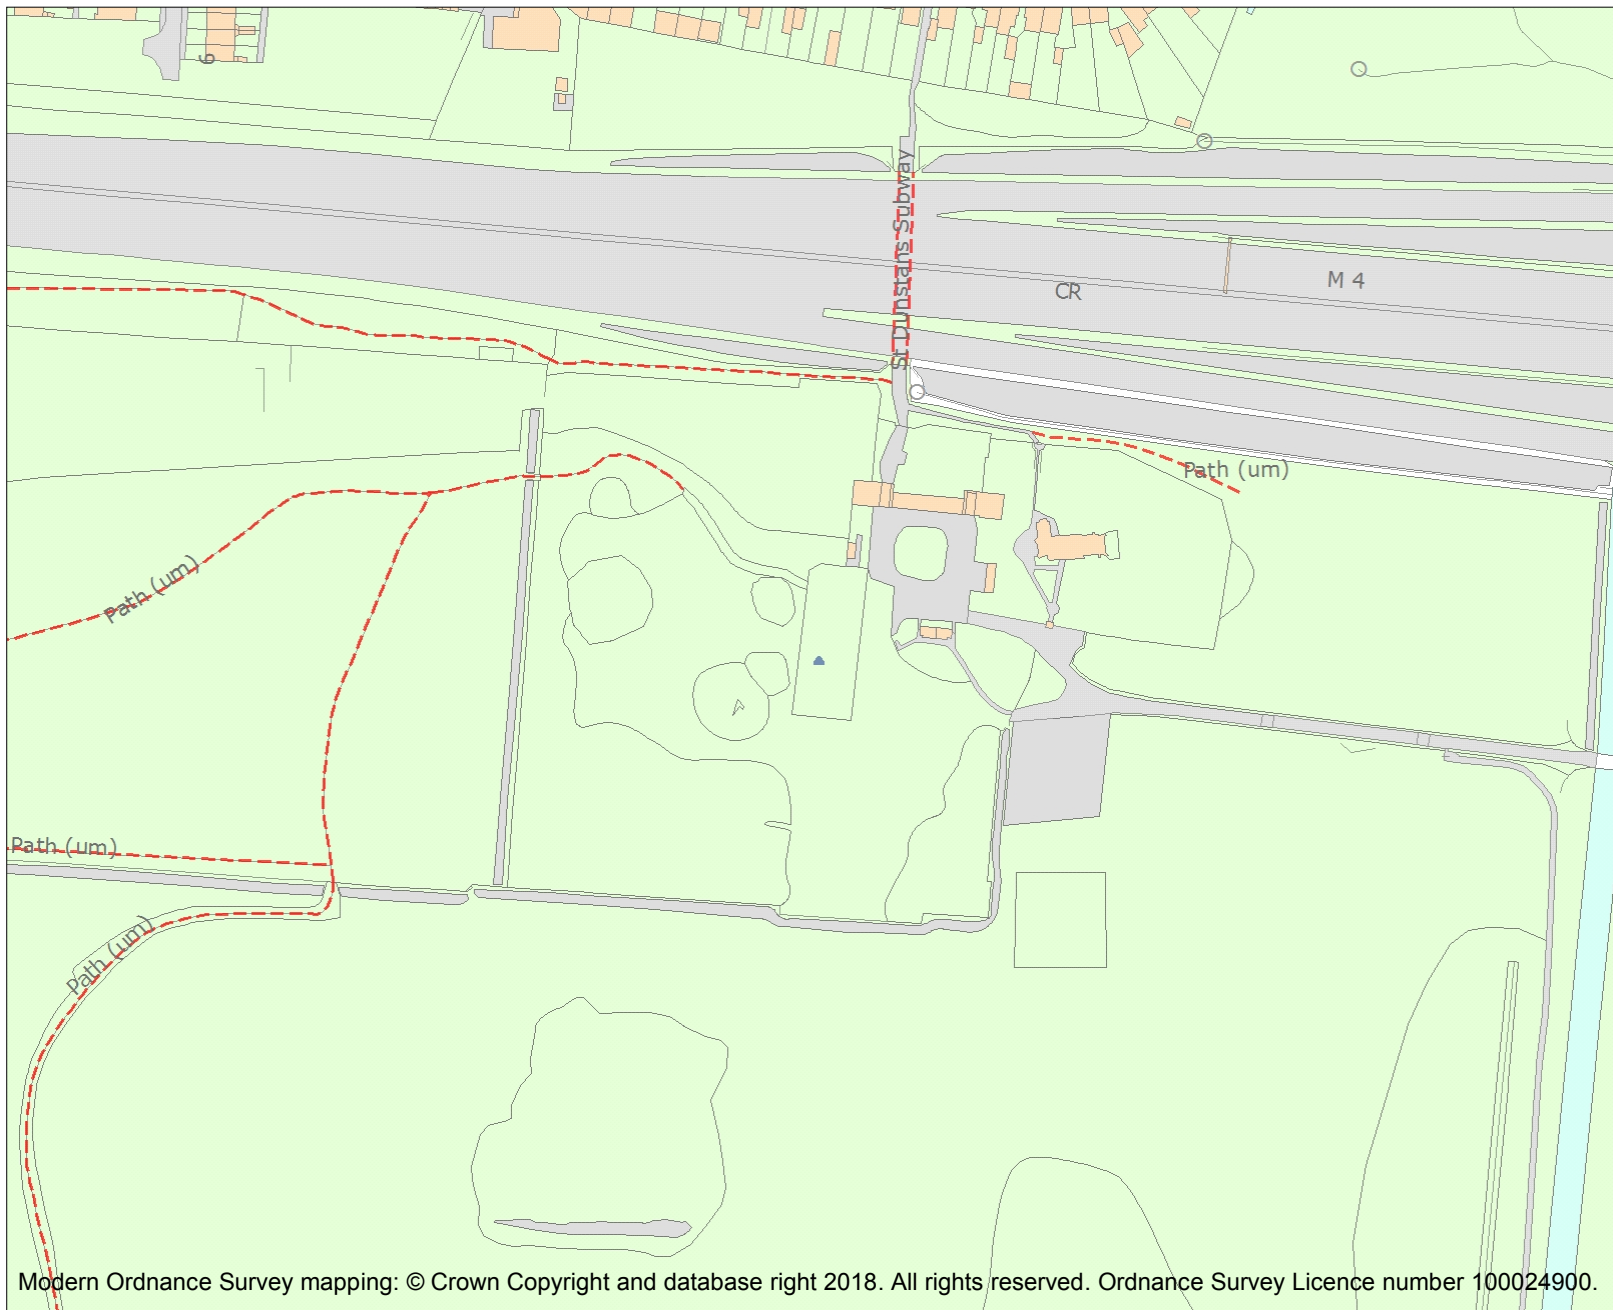 6
St Dunstans Subway
M 4
CR
Path (um)
Path (um)
Path (um)
Path (um)
Modern Ordnance Survey mapping: © Crown Copyright and database right 2018. All rights reserved. Ordnance Survey Licence number 100024900.